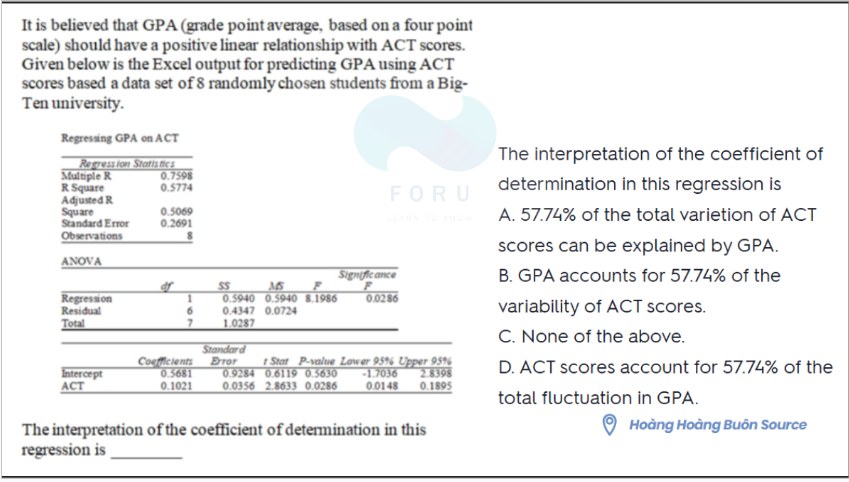 It is believed that GPA (grade point average, based on a four point
scale) should have a positive linear relationship with ACT scores.
Given below is the Excel output for predicting GPA using ACT
scores based a data set of 8 randomly chosen students from a Big-
Ten university.
Regressing GPA on ACT
Regression Statistics
Multiple R 0.7598
R Square 0.5774
Adjusted R
Square 0.5069
Standard Error 0.2691
Observations 8
ANOVA
Significance
df SS MS F F
Regression 1 0.5940 0.5940 8.1986 0.0286
Residual 6 0.4347 0.0724
Total 7 1.0287
Standard
Coefficients Error t Stat P-value Lower 95% Upper 95%
Intercept 0.5681 0.9284 0.6119 0.5630 -1.7036 2.8398
ACT 0.1021 0.0356 2.8633 0.0286 0.0148 0.1895
The interpretation of the coefficient of determination in this
regression is ________
FORU
The interpretation of the coefficient of
determination in this regression is
A. 57.74% of the total varietion of ACT
scores can be explained by GPA.
B. GPA accounts for 57.74% of the
variability of ACT scores.
C. None of the above.
D. ACT scores account for 57.74% of the
total fluctuation in GPA.
Hoàng Hoàng Buôn Source